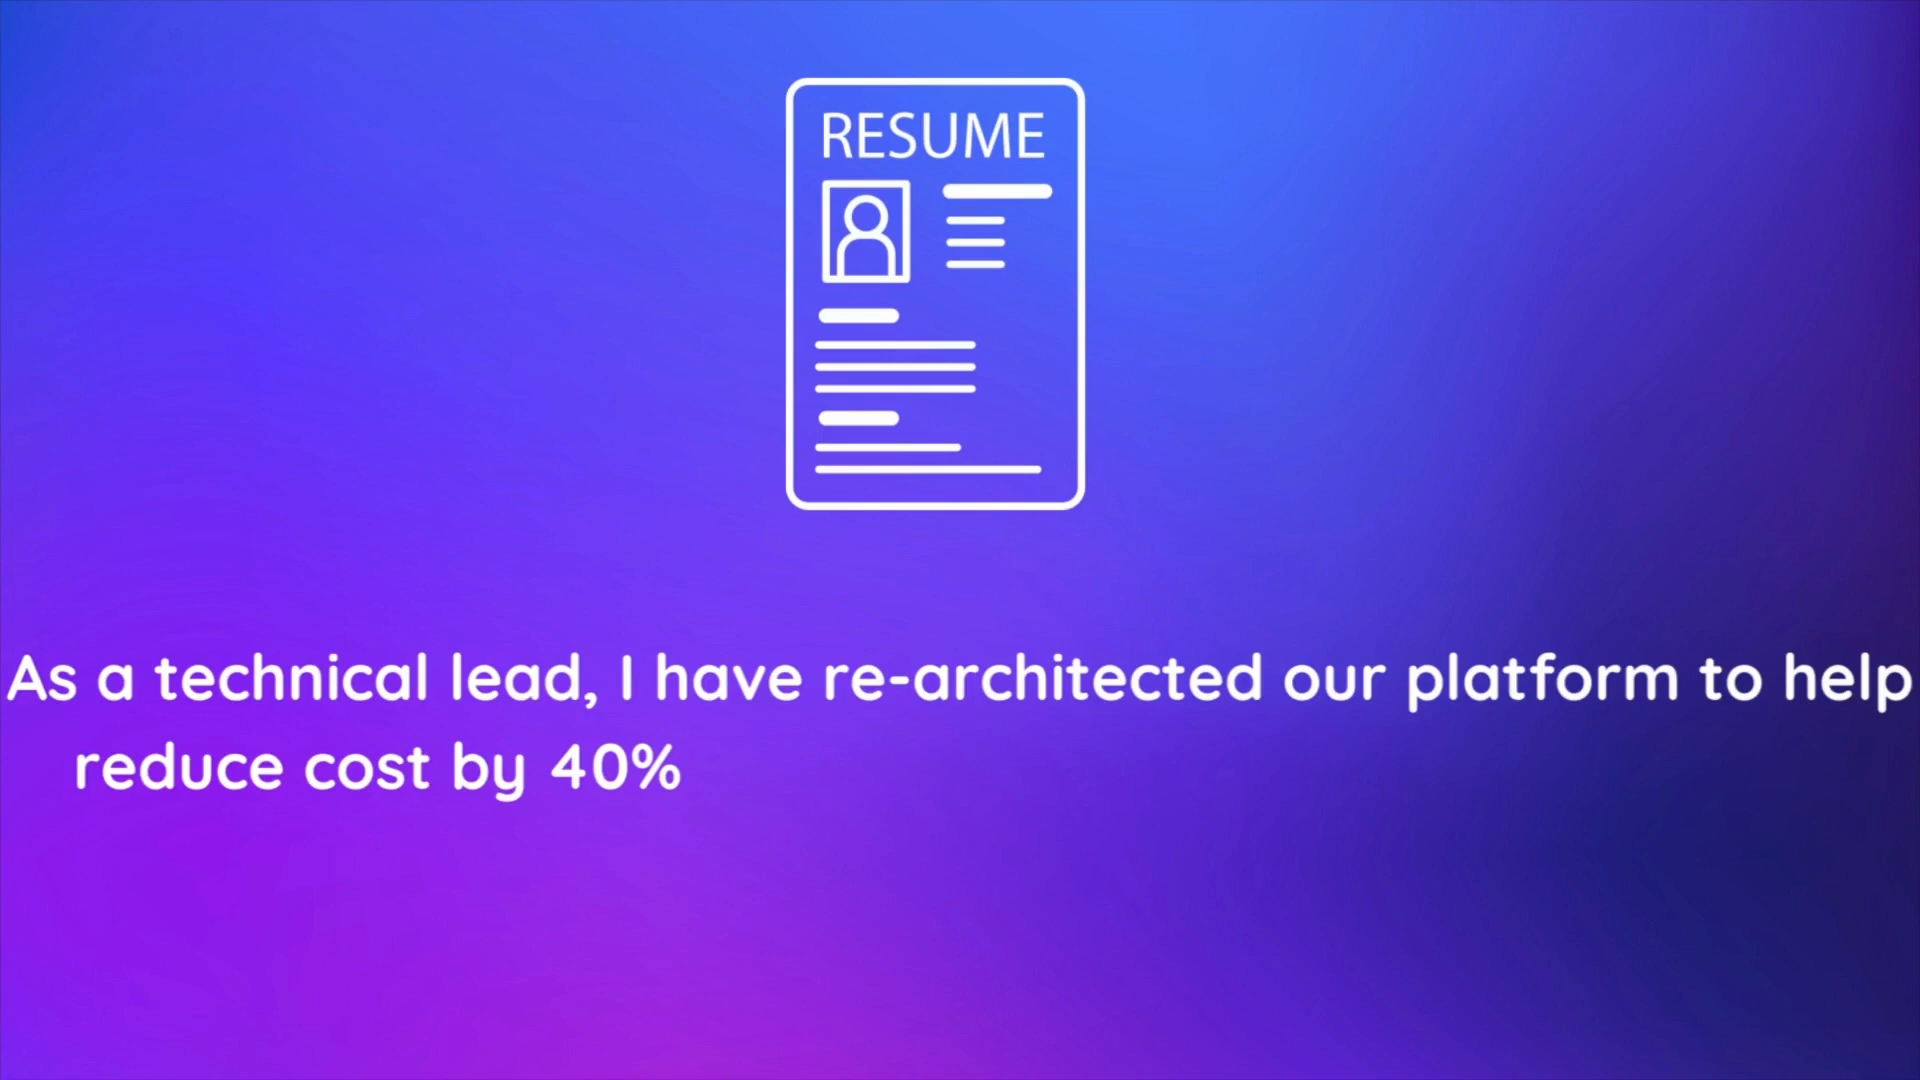 RESUME
As a technical lead, I have re-architected our platform to help
reduce cost by 40%